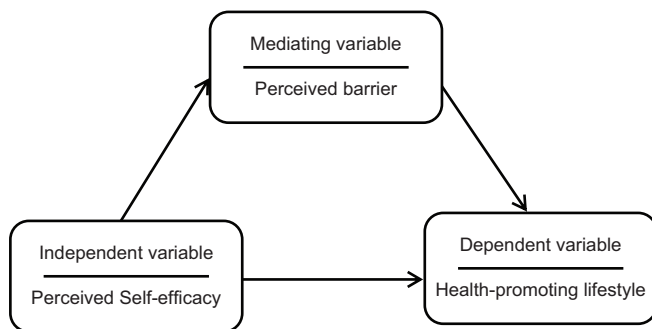 Mediating variable
Perceived barrier
Independent variable
Perceived Self-efficacy
Dependent variable
Health-promoting lifestyle